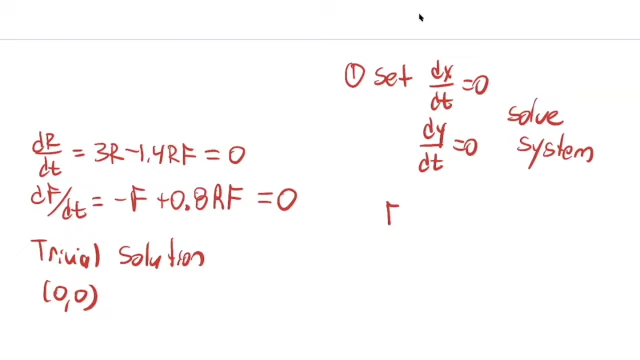 ① Set dx/dt = 0
dy/dt = 0
solve
system
dR/dt = 3R - 1.4RF = 0
dF/dt = -F + 0.8RF = 0
Trivial Solution
(0,0)